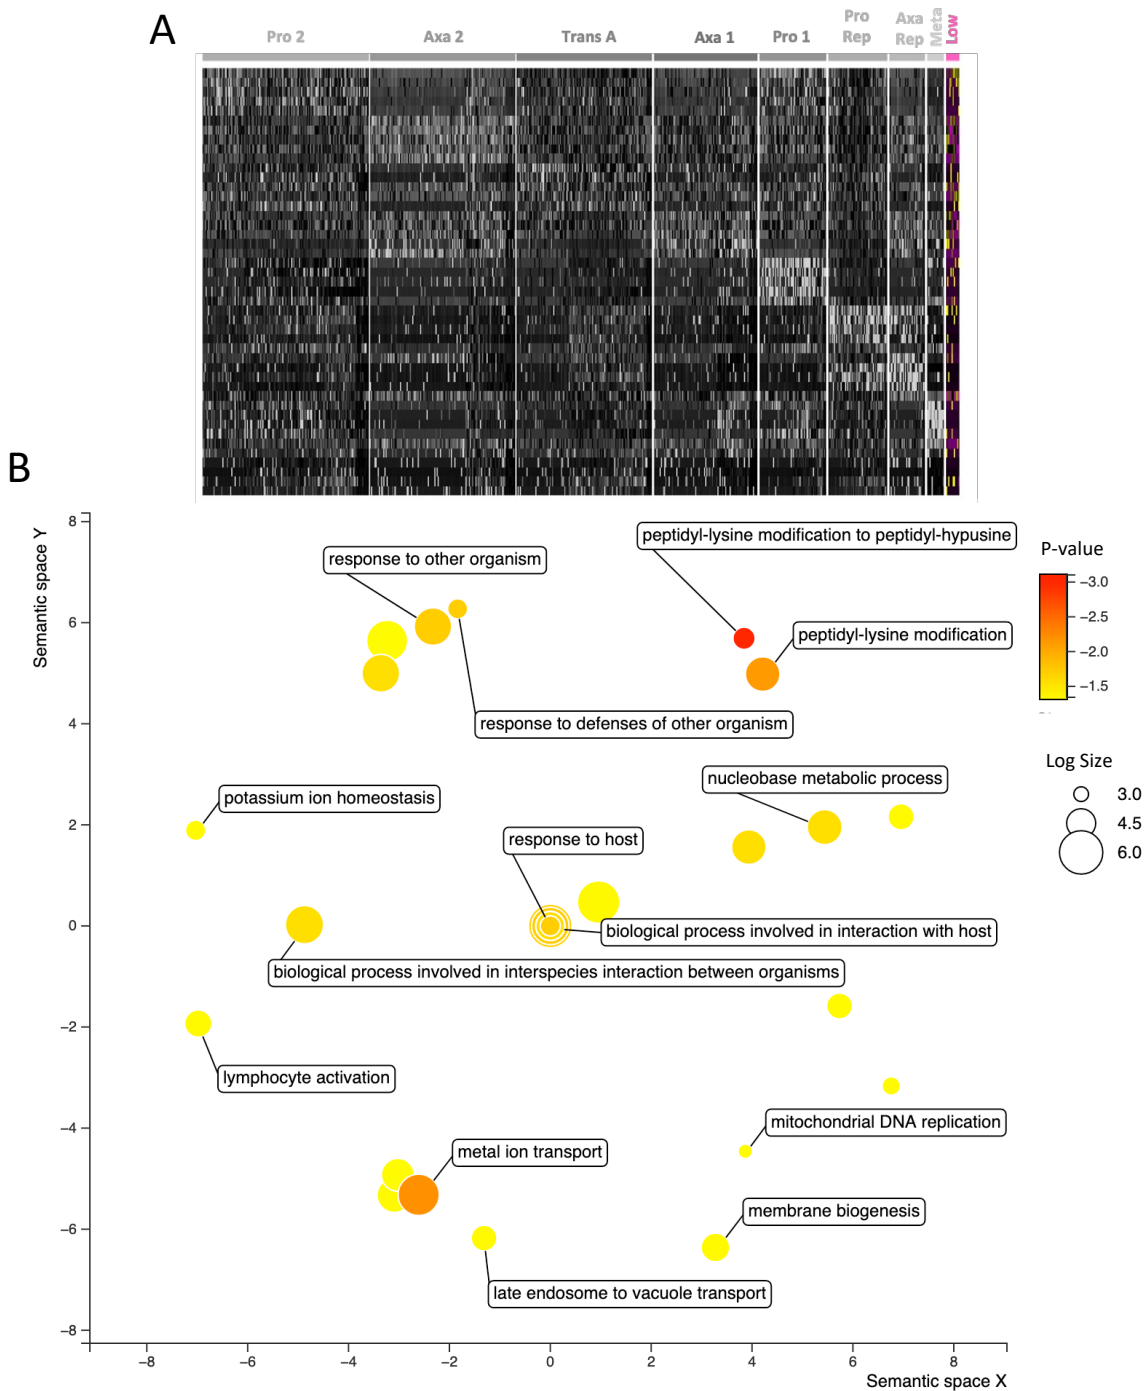 A
Pro 2
Axa 2
Trans A
Axa 1
Pro 1
Pro
Rep
Axa
Rep
Meta
Low
B
Semantic space Y
8
6
4
2
0
−2
−4
−6
−8
−8
−6
−4
−2
0
2
4
6
8
Semantic space X
response to other organism
peptidyl-lysine modification to peptidyl-hypusine
peptidyl-lysine modification
response to defenses of other organism
nucleobase metabolic process
potassium ion homeostasis
response to host
biological process involved in interaction with host
biological process involved in interspecies interaction between organisms
lymphocyte activation
mitochondrial DNA replication
metal ion transport
membrane biogenesis
late endosome to vacuole transport
P-value
−3.0
−2.5
−2.0
−1.5
Log Size
3.0
4.5
6.0